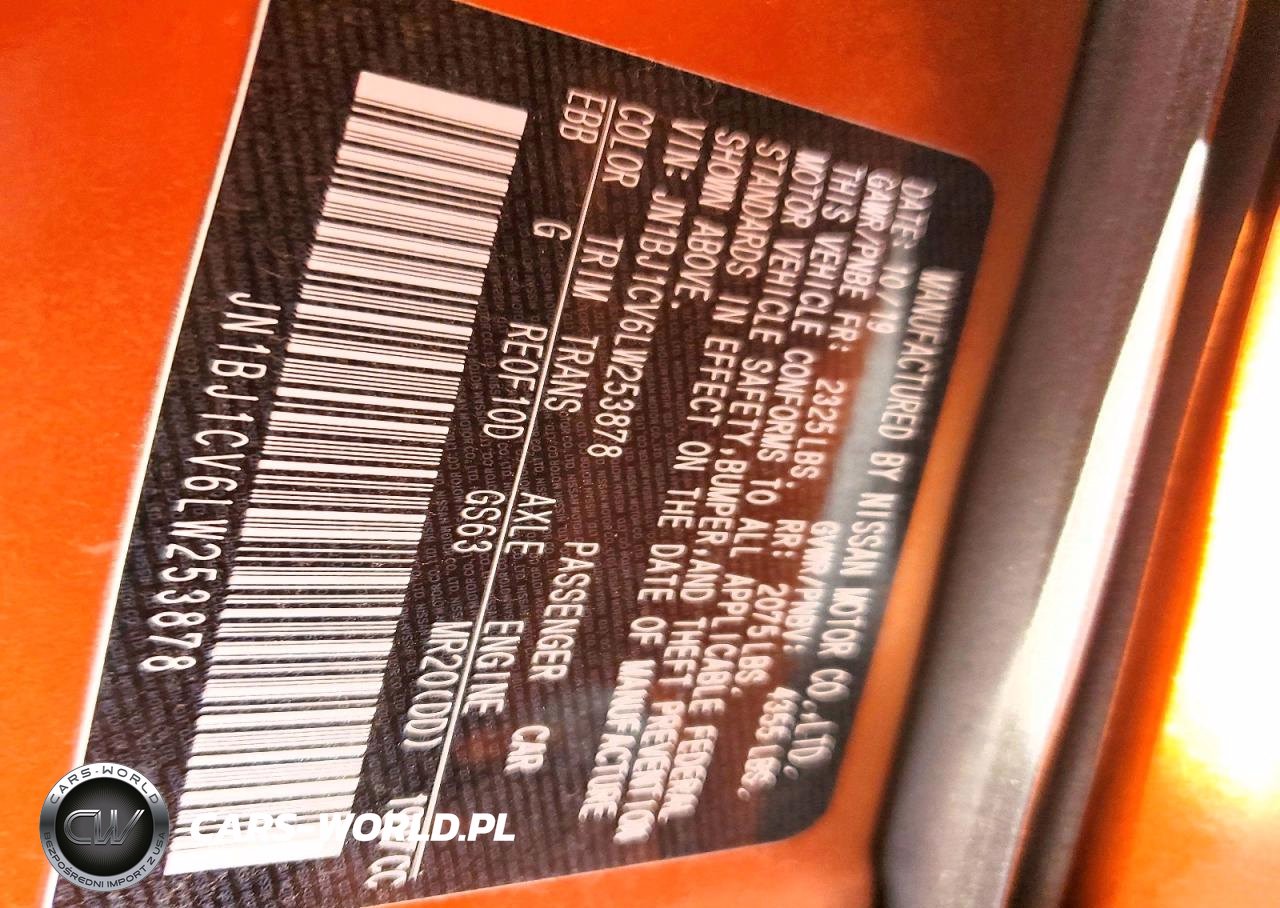 MANUFACTURED BY NISSAN MOTOR CO.,LTD.
DATE: 10/19
GAWR/PNBE FR: 2325LBS. RR: 2075LBS. GVWR/PNBV: 4355 LBS.
THIS VEHICLE CONFORMS TO ALL APPLICABLE FEDERAL
MOTOR VEHICLE SAFETY,BUMPER,AND THEFT PREVENTION
STANDARDS IN EFFECT ON THE DATE OF MANUFACTURE
SHOWN ABOVE.
VIN: JN1BJ1CV6LW253878 PASSENGER CAR
COLOR TRIM TRANS AXLE ENGINE
EBB G RE0F10D GS63 MR20(DD)
JN1BJ1CV6LW253878
CARS-WORLD
CW
BEZPOŚREDNI IMPORT Z USA
CARS-WORLD.PL